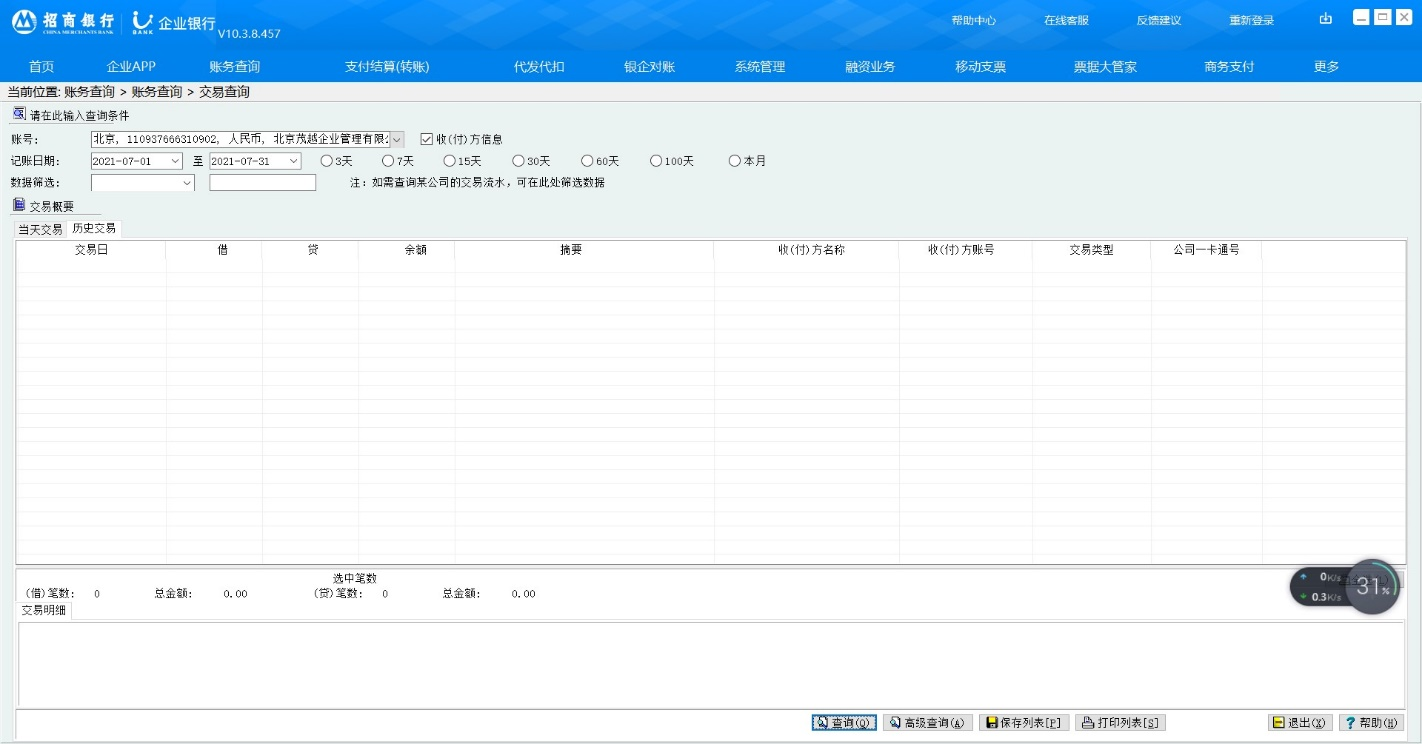 招商银行 CHINA MERCHANTS BANK U BANK 企业银行 V10.3.8.457 帮助中心 在线客服 反馈建议 重新登录
首页 企业APP 账务查询 支付结算(转账) 代发代扣 银企对账 系统管理 融资业务 移动支票 票据大管家 商务支付 更多
当前位置: 账务查询 > 账务查询 > 交易查询
请在此输入查询条件
账号: 北京, 110937666310902, 人民币, 北京茂越企业管理有限 收(付)方信息
记账日期: 2021-07-01 至 2021-07-31 3天 7天 15天 30天 60天 100天 本月
数据筛选: 注: 如需查询某公司的交易流水, 可在此处筛选数据
交易概要
当天交易 历史交易
交易日 借 贷 余额 摘要 收(付)方名称 收(付)方账号 交易类型 公司一卡通号
选中笔数
(借)笔数: 0 总金额: 0.00 (贷)笔数: 0 总金额: 0.00
0K/s 31%
0.3K/s
交易明细
查询(Q) 高级查询(A) 保存列表[P] 打印列表[S] 退出(X) 帮助(H)